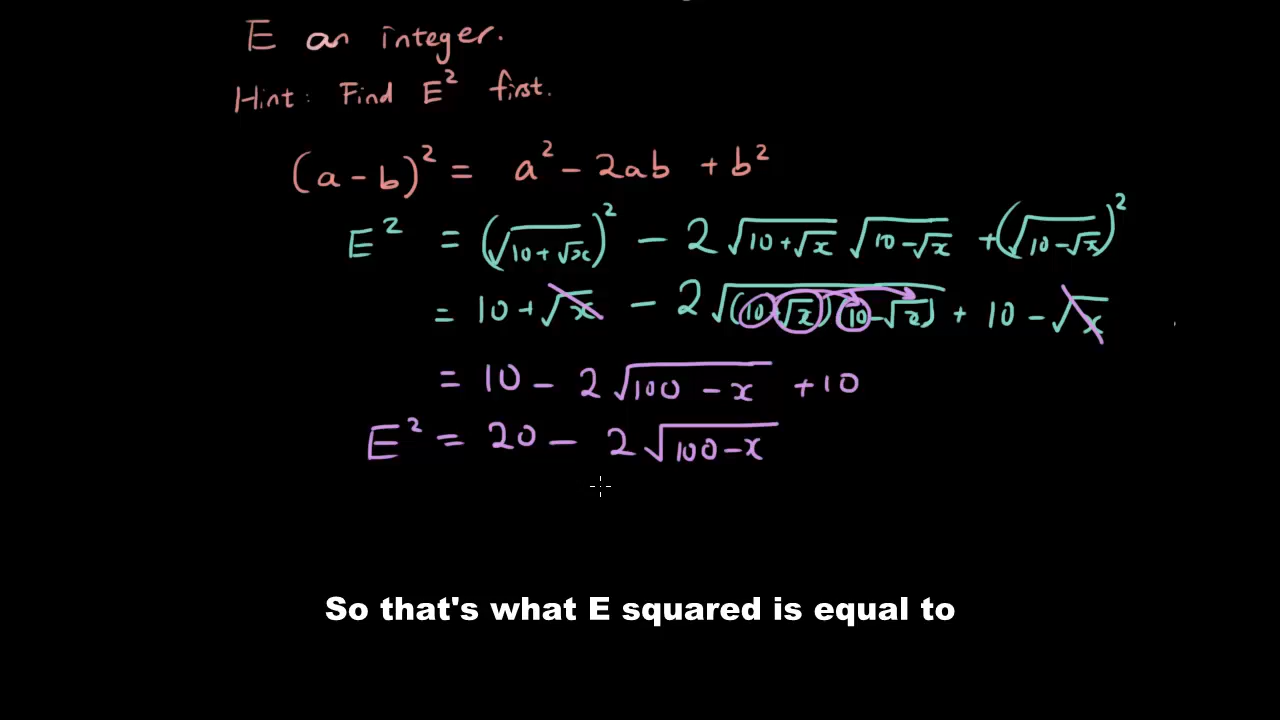 E an integer.
Hint: Find E² first.
(a - b)² = a² - 2ab + b²
E² = (√(10+√x))² - 2 √(10+√x) √(10-√x) + (√(10-√x))²
= 10 + √x - 2 √((10+√x)(10-√x)) + 10 - √x
= 10 - 2 √(100 - x) + 10
E² = 20 - 2 √(100-x)
So that's what E squared is equal to